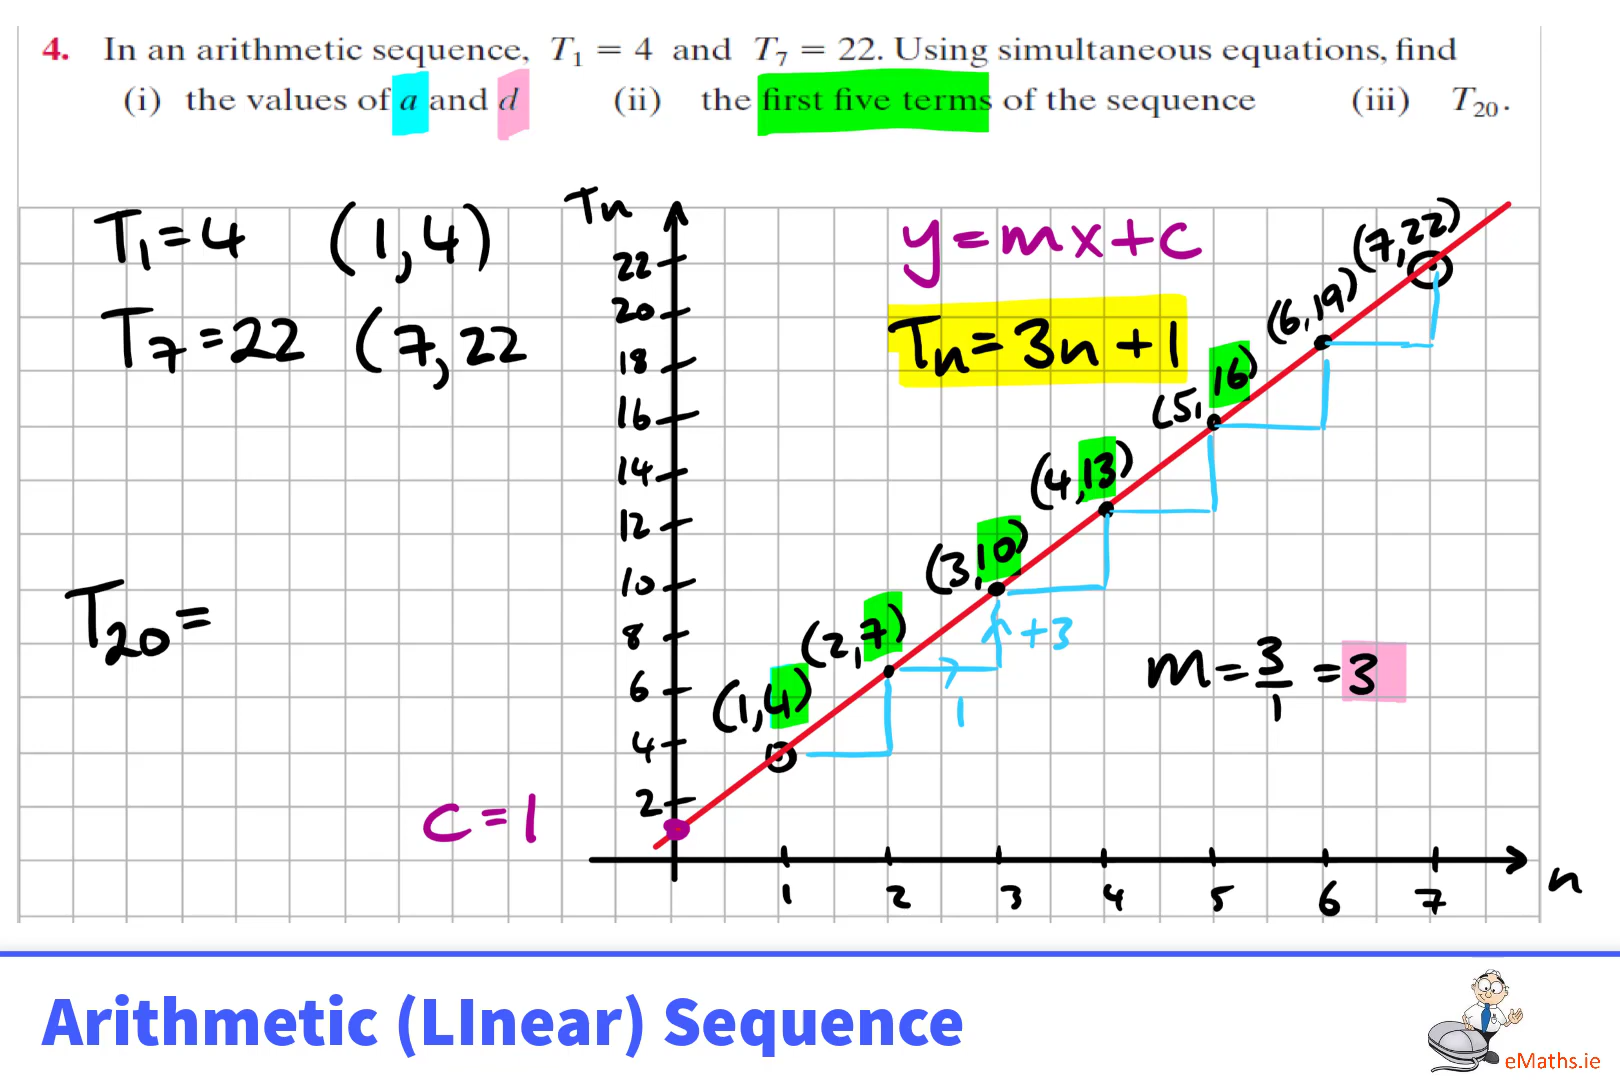 4. In an arithmetic sequence, T₁ = 4 and T₇ = 22. Using simultaneous equations, find
(i) the values of a and d (ii) the first five terms of the sequence (iii) T₂₀.
T₁=4 (1,4)
T₇=22 (7,22
T₂₀=
c=1
Tn
22
20
18
16
14
12
10
8
6
4
2
y=mx+c
Tn=3n+1
(7,22)
(6,19)
(5,16)
(4,13)
(3,10)
(2,7)
(1,4)
+3
1
m=3/1=3
1 2 3 4 5 6 7 n
Arithmetic (LInear) Sequence
eMaths.ie